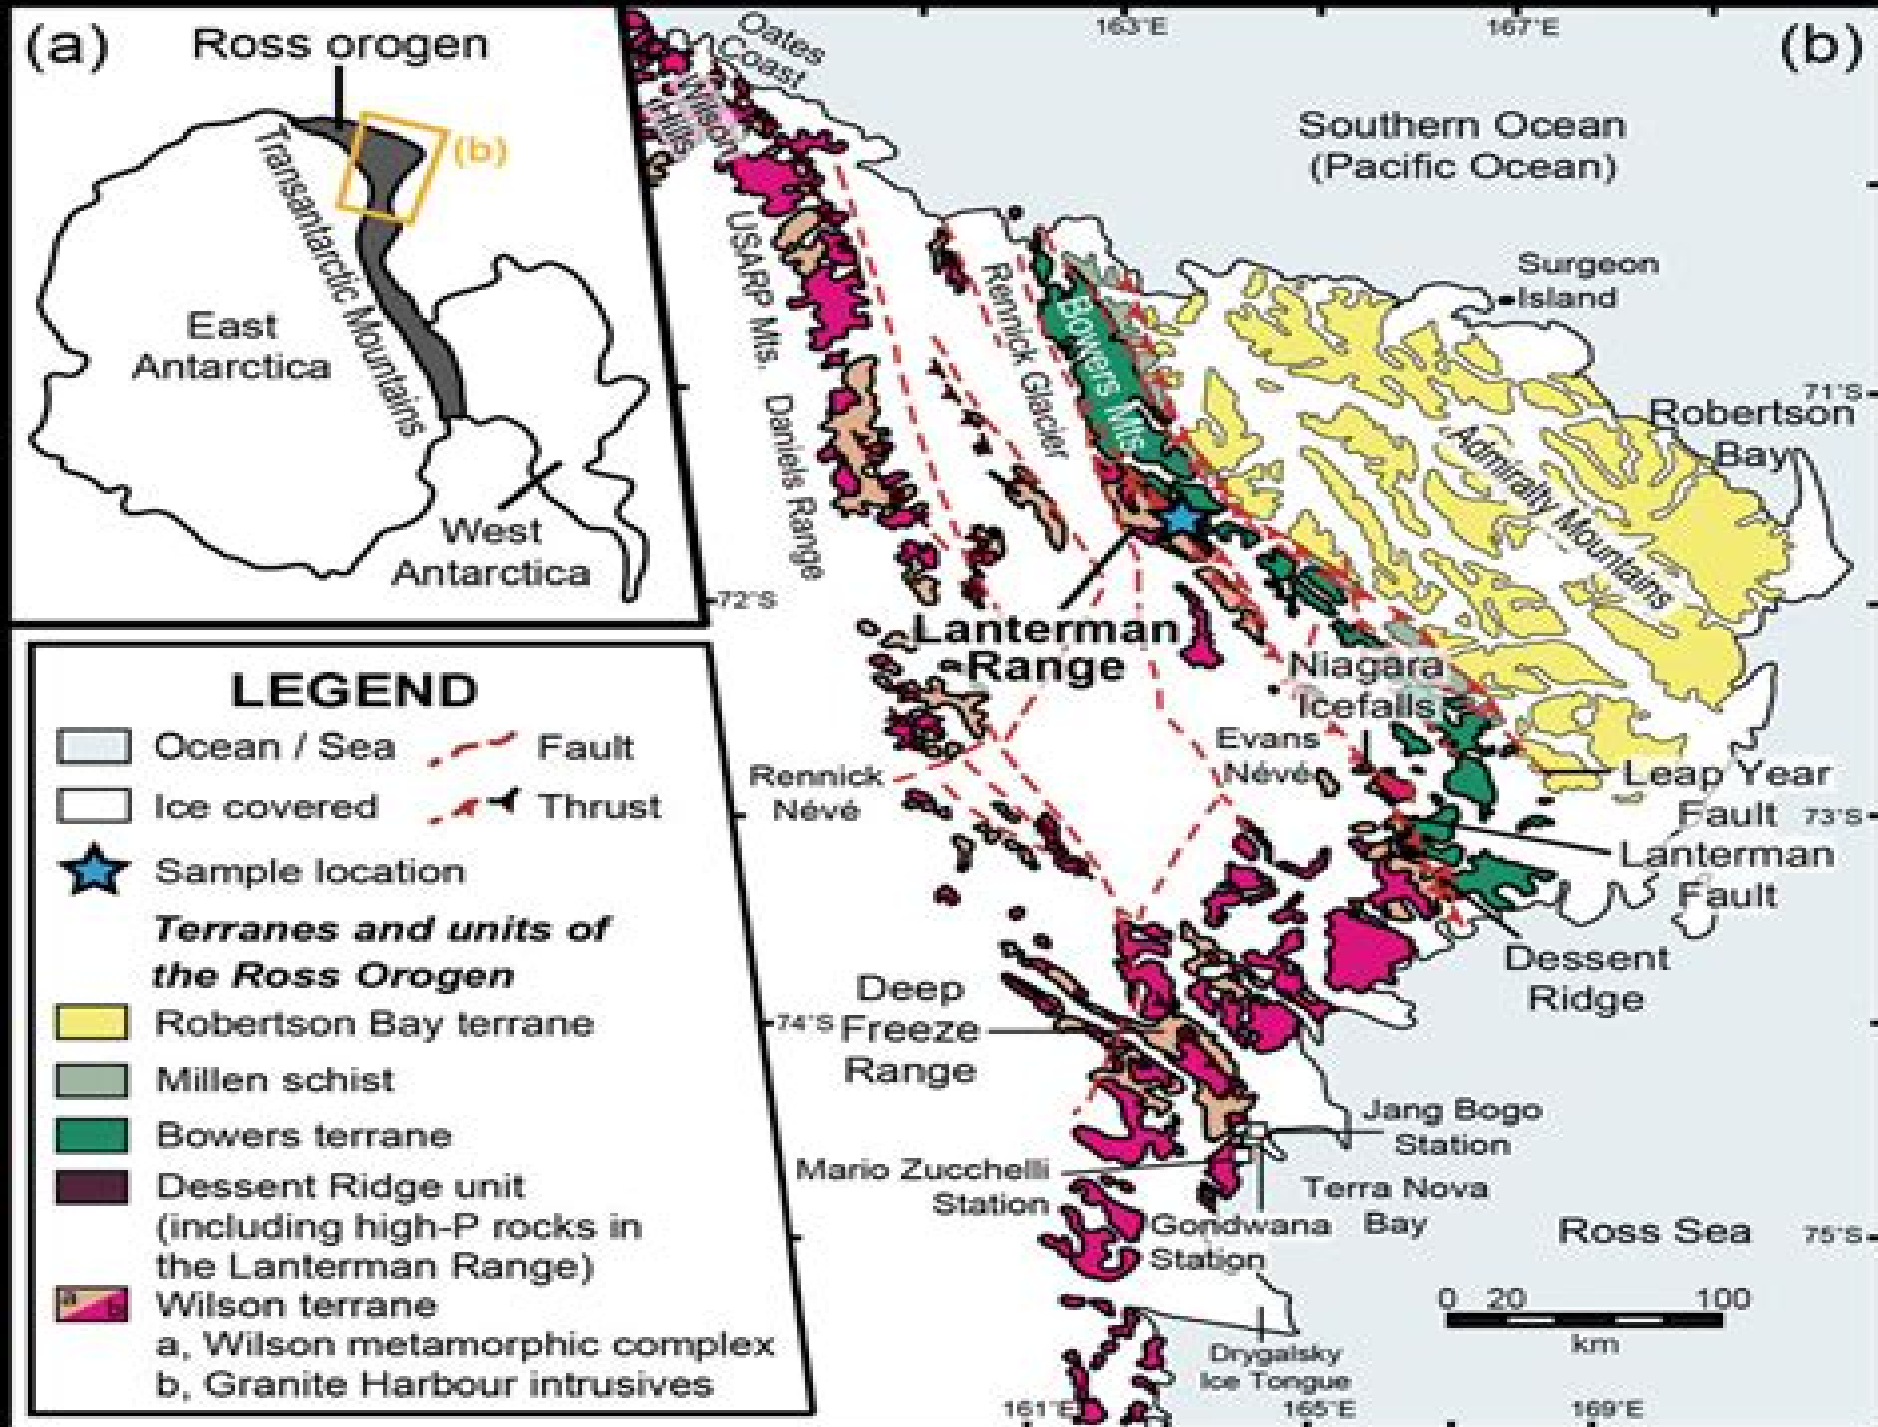 (a)
Ross orogen
(b)
Transantarctic Mountains
East
Antarctica
West
Antarctica
LEGEND
Ocean / Sea
Fault
Ice covered
Thrust
Sample location
Terranes and units of
the Ross Orogen
Robertson Bay terrane
Millen schist
Bowers terrane
Dessent Ridge unit
(including high-P rocks in
the Lanterman Range)
a
b
Wilson terrane
a, Wilson metamorphic complex
b, Granite Harbour intrusives
(b)
163°E
167°E
Oates
Coast
Wilson
Hills
Southern Ocean
(Pacific Ocean)
USARP Mts.
Rennick Glacier
Bowers Mts.
Surgeon
Island
71°S
Robertson
Bay
Admiralty Mountains
Daniels Range
72°S
Lanterman
Range
Niagara
Icefalls
Evans
Névé
Rennick
Névé
Leap Year
Fault
73°S
Lanterman
Fault
Dessent
Ridge
Deep
Freeze
Range
74°S
Jang Bogo
Station
Mario Zucchelli
Station
Terra Nova
Bay
Gondwana
Station
Ross Sea
75°S
0 20 100
km
Drygalsky
Ice Tongue
161°E
165°E
169°E